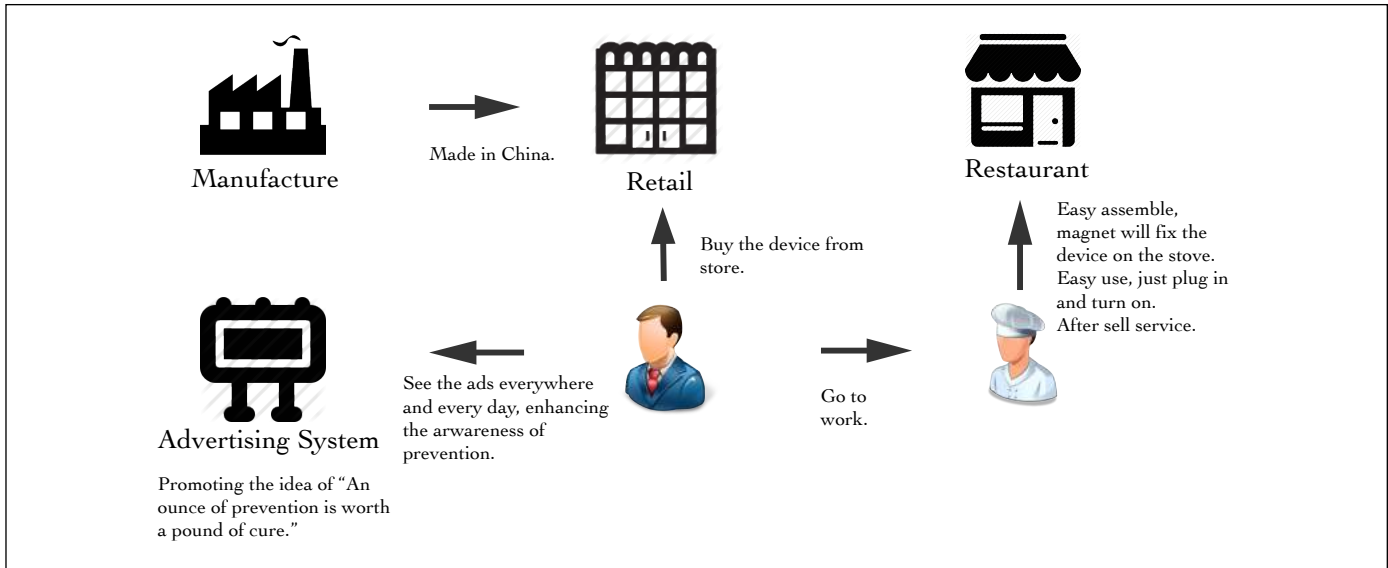 Manufacture
Made in China.
Retail
Restaurant
Buy the device from
store.
Easy assemble,
magnet will fix the
device on the stove.
Easy use, just plug in
and turn on.
After sell service.
Advertising System
See the ads everywhere
and every day, enhancing
the arwareness of
prevention.
Go to
work.
Promoting the idea of “An
ounce of prevention is worth
a pound of cure.”